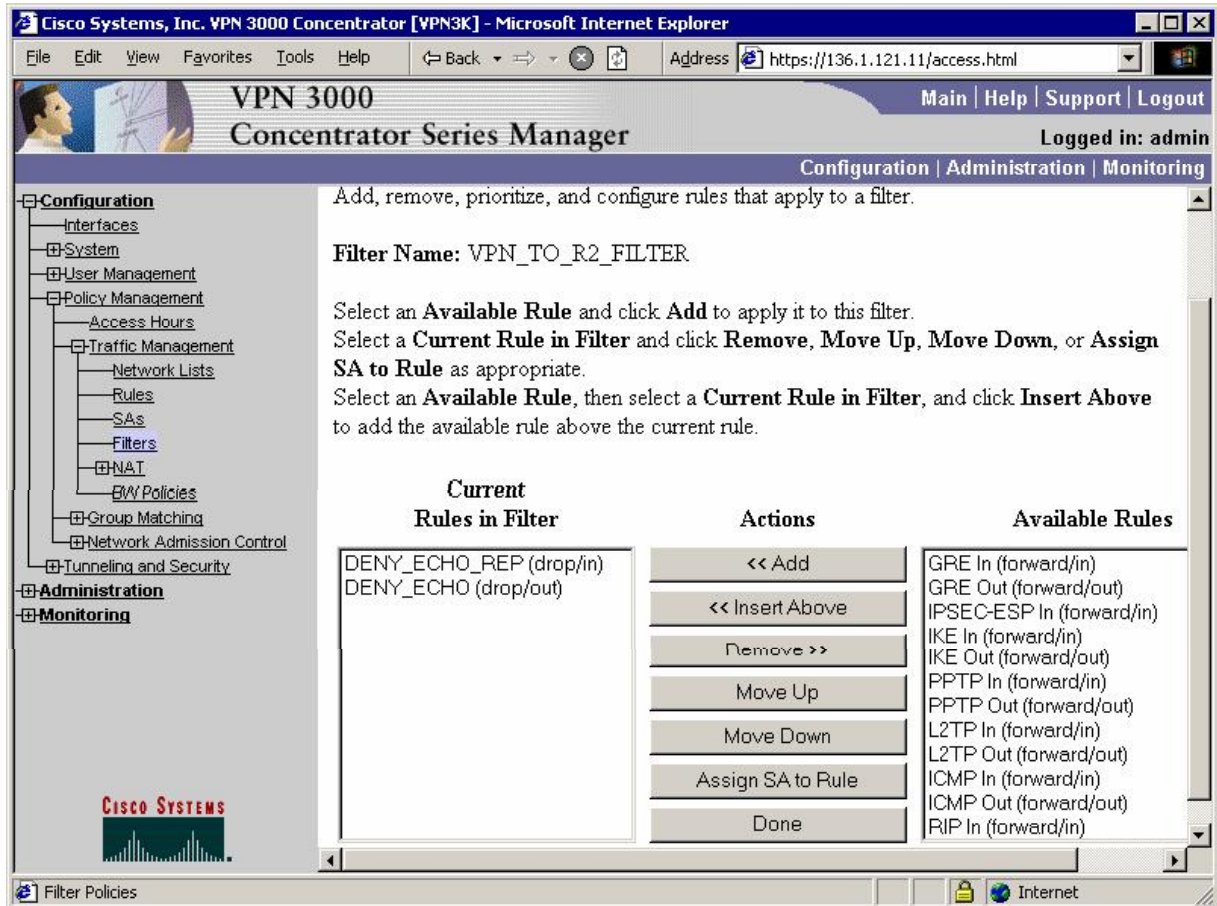 Cisco Systems, Inc. VPN 3000 Concentrator [VPN3K] - Microsoft Internet Explorer
File Edit View Favorites Tools Help Back Address https://136.1.121.11/access.html
VPN 3000
Concentrator Series Manager
Main | Help | Support | Logout
Logged in: admin
Configuration | Administration | Monitoring
Configuration
Interfaces
System
User Management
Policy Management
Access Hours
Traffic Management
Network Lists
Rules
SAs
Filters
NAT
BW Policies
Group Matching
Network Admission Control
Tunneling and Security
Administration
Monitoring
CISCO SYSTEMS
Add, remove, prioritize, and configure rules that apply to a filter.
Filter Name: VPN_TO_R2_FILTER
Select an Available Rule and click Add to apply it to this filter.
Select a Current Rule in Filter and click Remove, Move Up, Move Down, or Assign
SA to Rule as appropriate.
Select an Available Rule, then select a Current Rule in Filter, and click Insert Above
to add the available rule above the current rule.
Current
Rules in Filter
DENY_ECHO_REP (drop/in)
DENY_ECHO (drop/out)
Actions
<< Add
<< Insert Above
Remove >>
Move Up
Move Down
Assign SA to Rule
Done
Available Rules
GRE In (forward/in)
GRE Out (forward/out)
IPSEC-ESP In (forward/in)
IKE In (forward/in)
IKE Out (forward/out)
PPTP In (forward/in)
PPTP Out (forward/out)
L2TP In (forward/in)
L2TP Out (forward/out)
ICMP In (forward/in)
ICMP Out (forward/out)
RIP In (forward/in)
Filter Policies
Internet